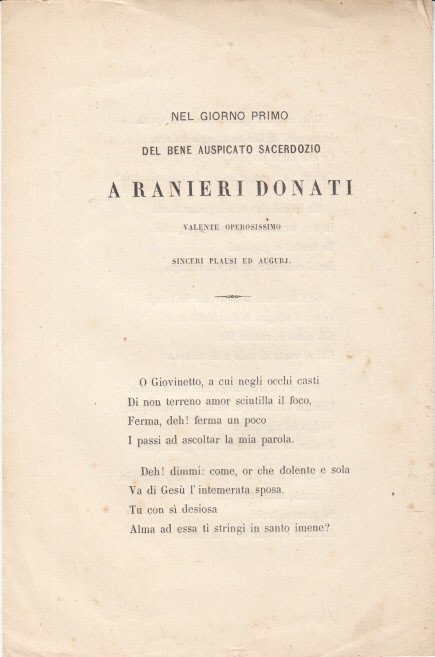 NEL GIORNO PRIMO
DEL BENE AUSPICATO SACERDOZIO
A RANIERI DONATI
VALENTE OPEROSISSIMO
SINCERI PLAUSI ED AUGURJ.
O Giovinetto, a cui negli occhi casti
Di non terreno amor scintilla il foco,
Ferma, deh! ferma un poco
I passi ad ascoltar la mia parola.
Deh! dimmi: come, or che dolente e sola
Va di Gesù l'intemerata sposa.
Tu con sì desiosa
Alma ad essa ti stringi in santo imene?